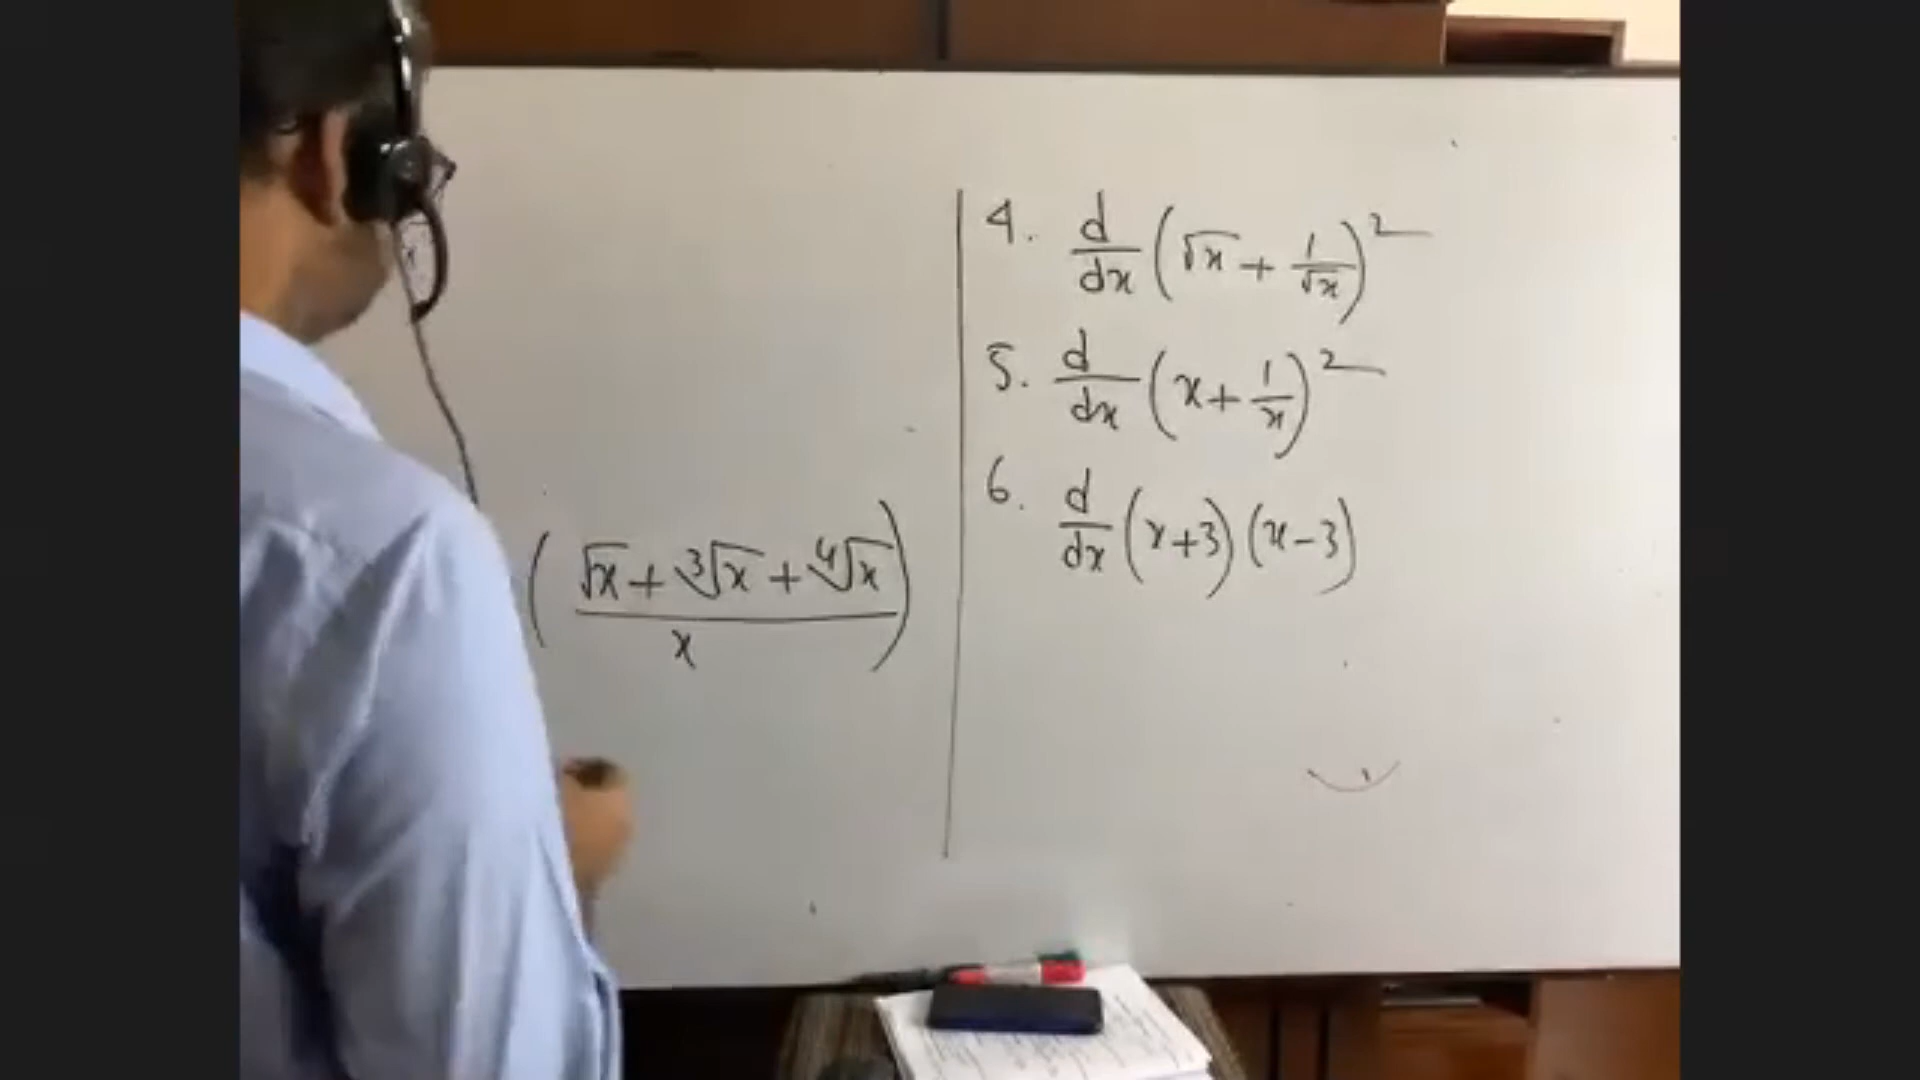 ( (√x + ∛x + ∜x) / x )
4. d/dx (√x + 1/√x)²
5. d/dx (x + 1/x)²
6. d/dx (x+3) (x-3)